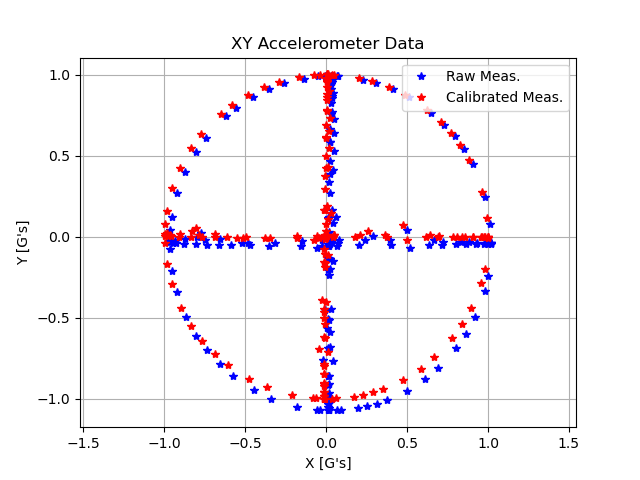 XY Accelerometer Data
Raw Meas.
Calibrated Meas.
1.0
0.5
0.0
−0.5
−1.0
Y [G's]
−1.5 −1.0 −0.5 0.0 0.5 1.0 1.5
X [G's]